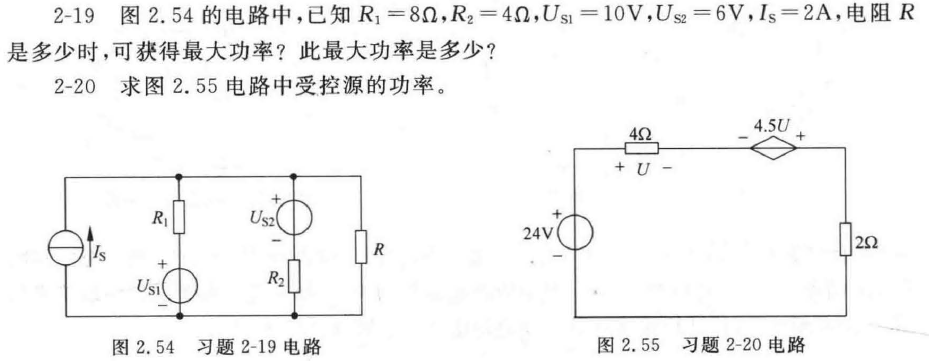 2-19 图 2.54 的电路中,已知 R₁=8Ω,R₂=4Ω,U_S1=10V,U_S2=6V,I_S=2A,电阻 R
是多少时,可获得最大功率？此最大功率是多少？
2-20 求图 2.55 电路中受控源的功率。
I_S
R₁
+
U_S1
−
+
U_S2
−
R₂
R
图 2.54 习题 2-19 电路
4Ω
+ U −
− 4.5U +
+
24V
−
2Ω
图 2.55 习题 2-20 电路